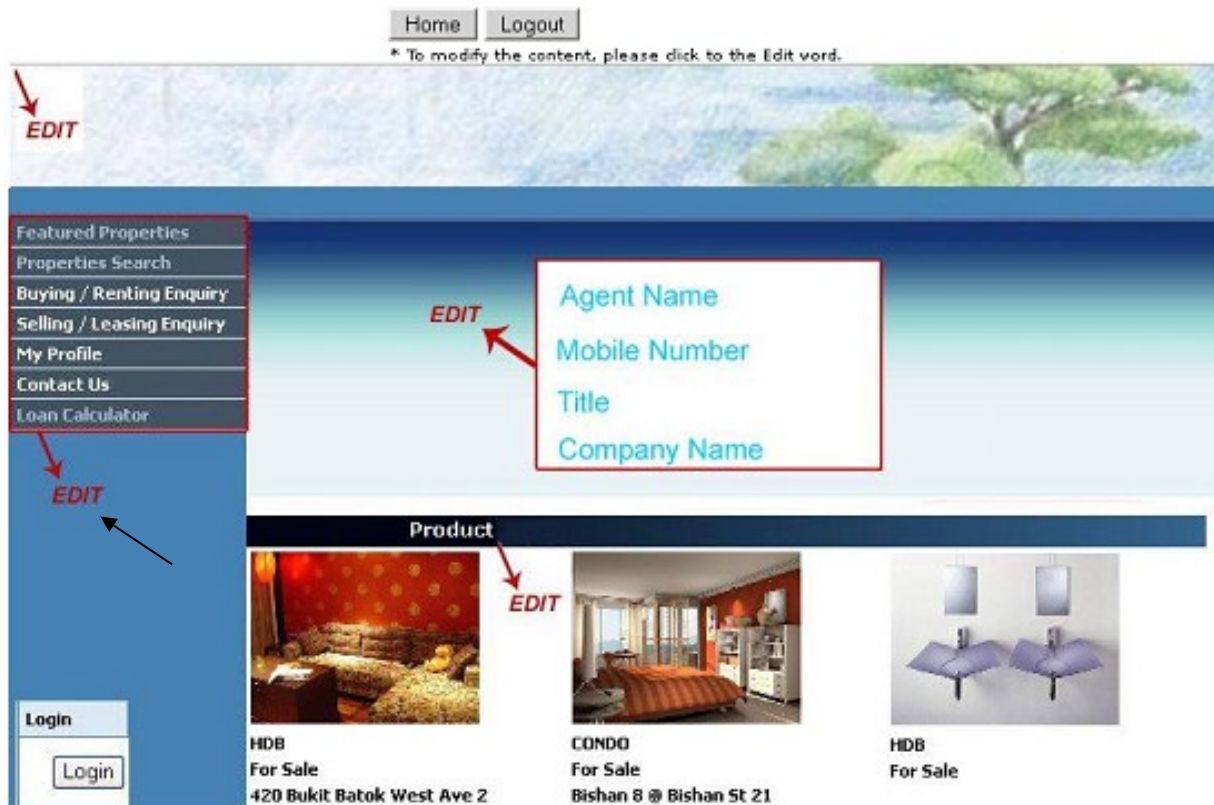 Home Logout
* To modify the content, please click to the Edit word.
EDIT
Featured Properties
Properties Search
Buying / Renting Enquiry
Selling / Leasing Enquiry
My Profile
Contact Us
Loan Calculator
EDIT
EDIT
Agent Name
Mobile Number
Title
Company Name
Product
EDIT
Login
Login
HDB
For Sale
420 Bukit Batok West Ave 2
CONDO
For Sale
Bishan 8 @ Bishan St 21
HDB
For Sale